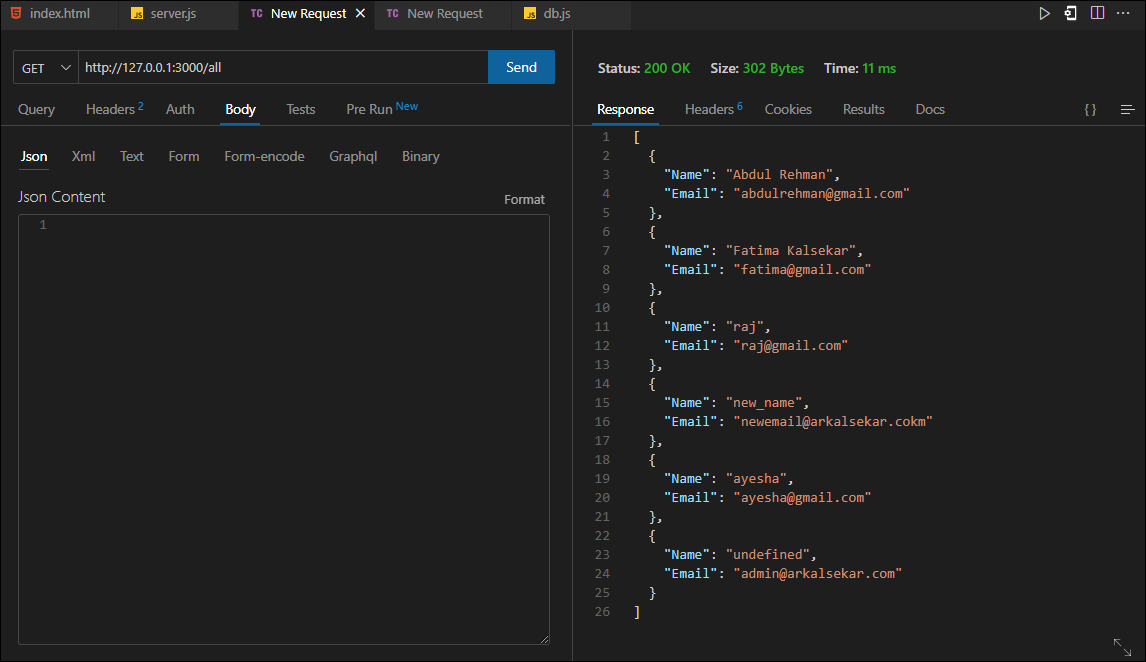 index.html
JS server.js
TC New Request
TC New Request
JS db.js
GET http://127.0.0.1:3000/all Send
Query Headers 2 Auth Body Tests Pre Run New
Json Xml Text Form Form-encode Graphql Binary
Json Content Format
1
Status: 200 OK Size: 302 Bytes Time: 11 ms
Response Headers 6 Cookies Results Docs { }
1 [
2 {
3 "Name": "Abdul Rehman",
4 "Email": "abdulrehman@gmail.com"
5 },
6 {
7 "Name": "Fatima Kalsekar",
8 "Email": "fatima@gmail.com"
9 },
10 {
11 "Name": "raj",
12 "Email": "raj@gmail.com"
13 },
14 {
15 "Name": "new_name",
16 "Email": "newemail@arkalsekar.cokm"
17 },
18 {
19 "Name": "ayesha",
20 "Email": "ayesha@gmail.com"
21 },
22 {
23 "Name": "undefined",
24 "Email": "admin@arkalsekar.com"
25 }
26 ]